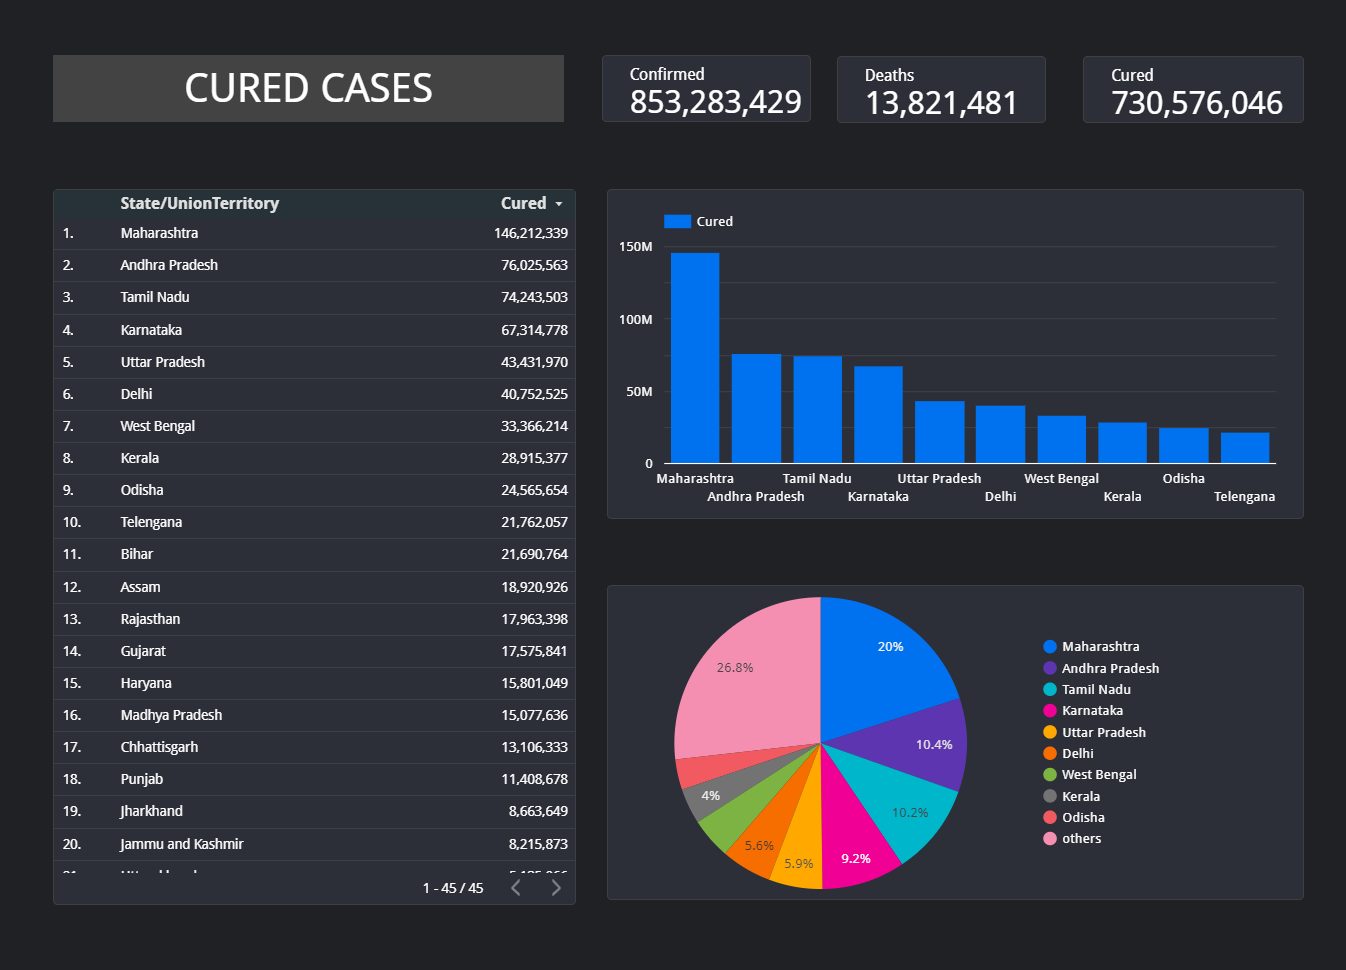 CURED CASES
Confirmed
853,283,429
Deaths
13,821,481
Cured
730,576,046
State/UnionTerritory Cured
1. Maharashtra 146,212,339
2. Andhra Pradesh 76,025,563
3. Tamil Nadu 74,243,503
4. Karnataka 67,314,778
5. Uttar Pradesh 43,431,970
6. Delhi 40,752,525
7. West Bengal 33,366,214
8. Kerala 28,915,377
9. Odisha 24,565,654
10. Telengana 21,762,057
11. Bihar 21,690,764
12. Assam 18,920,926
13. Rajasthan 17,963,398
14. Gujarat 17,575,841
15. Haryana 15,801,049
16. Madhya Pradesh 15,077,636
17. Chhattisgarh 13,106,333
18. Punjab 11,408,678
19. Jharkhand 8,663,649
20. Jammu and Kashmir 8,215,873
1 - 45 / 45
Cured
150M
100M
50M
0
Maharashtra Tamil Nadu Uttar Pradesh West Bengal Odisha
Andhra Pradesh Karnataka Delhi Kerala Telengana
20%
10.4%
10.2%
9.2%
5.9%
5.6%
4%
26.8%
Maharashtra
Andhra Pradesh
Tamil Nadu
Karnataka
Uttar Pradesh
Delhi
West Bengal
Kerala
Odisha
others